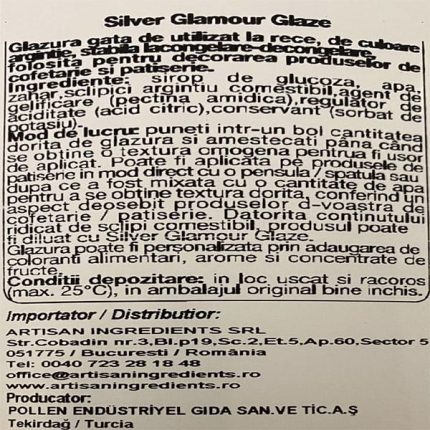 Silver Glamour Glaze
Glazura gata de utilizat la rece, de culoare
argintie, stabila lacongelare-decongelare.
folosita pentru decorarea produselor de
cofetarie si patiserie.
Ingrediente: sirop de glucoza, apa,
zahar,sclipici argintiu comestibil,agent de
gelificare (pectina amidica),regulator de
aciditate (acid citric),conservant (sorbat de
potasiu).
Mod de lucru: puneti intr-un bol cantitatea
dorita de glazura si amestecati pana cand
se obtine o textura omogena pentrua fi usor
de aplicat. Poate fi aplicata pe produsele de
patiserie in mod direct cu o pensula / spatula sau
dupa ce a fost mixata cu o cantitate de apa
pentru a se obtine textura dorita, conferind un
aspect deosebit produselor d-voastra de
cofetarie / patiserie. Datorita continutului
ridicat de sclipi comestibil, produsul poate
fi diluat cu Silver Glamour Glaze.
Glazura poate fi personalizata prin adaugarea de
coloranti alimentari, arome si concentrate de
fructe.
Conditii depozitare: in loc uscat si racoros
(max. 25°C), in ambalajul original bine inchis.
Importator / Distributior:
ARTISAN INGREDIENTS SRL
Str.Cobadin nr.3,Bl.p19,Sc.2,Et.5,Ap.60,Sector 5
051775 / Bucuresti / România
Tel: 0040 723 28 18 48
office@artisaningredients.ro
www.artisaningredients.ro
Producator:
POLLEN ENDÜSTRİYEL GIDA SAN.VE TİC.A.Ş
Tekirdağ / Turcia